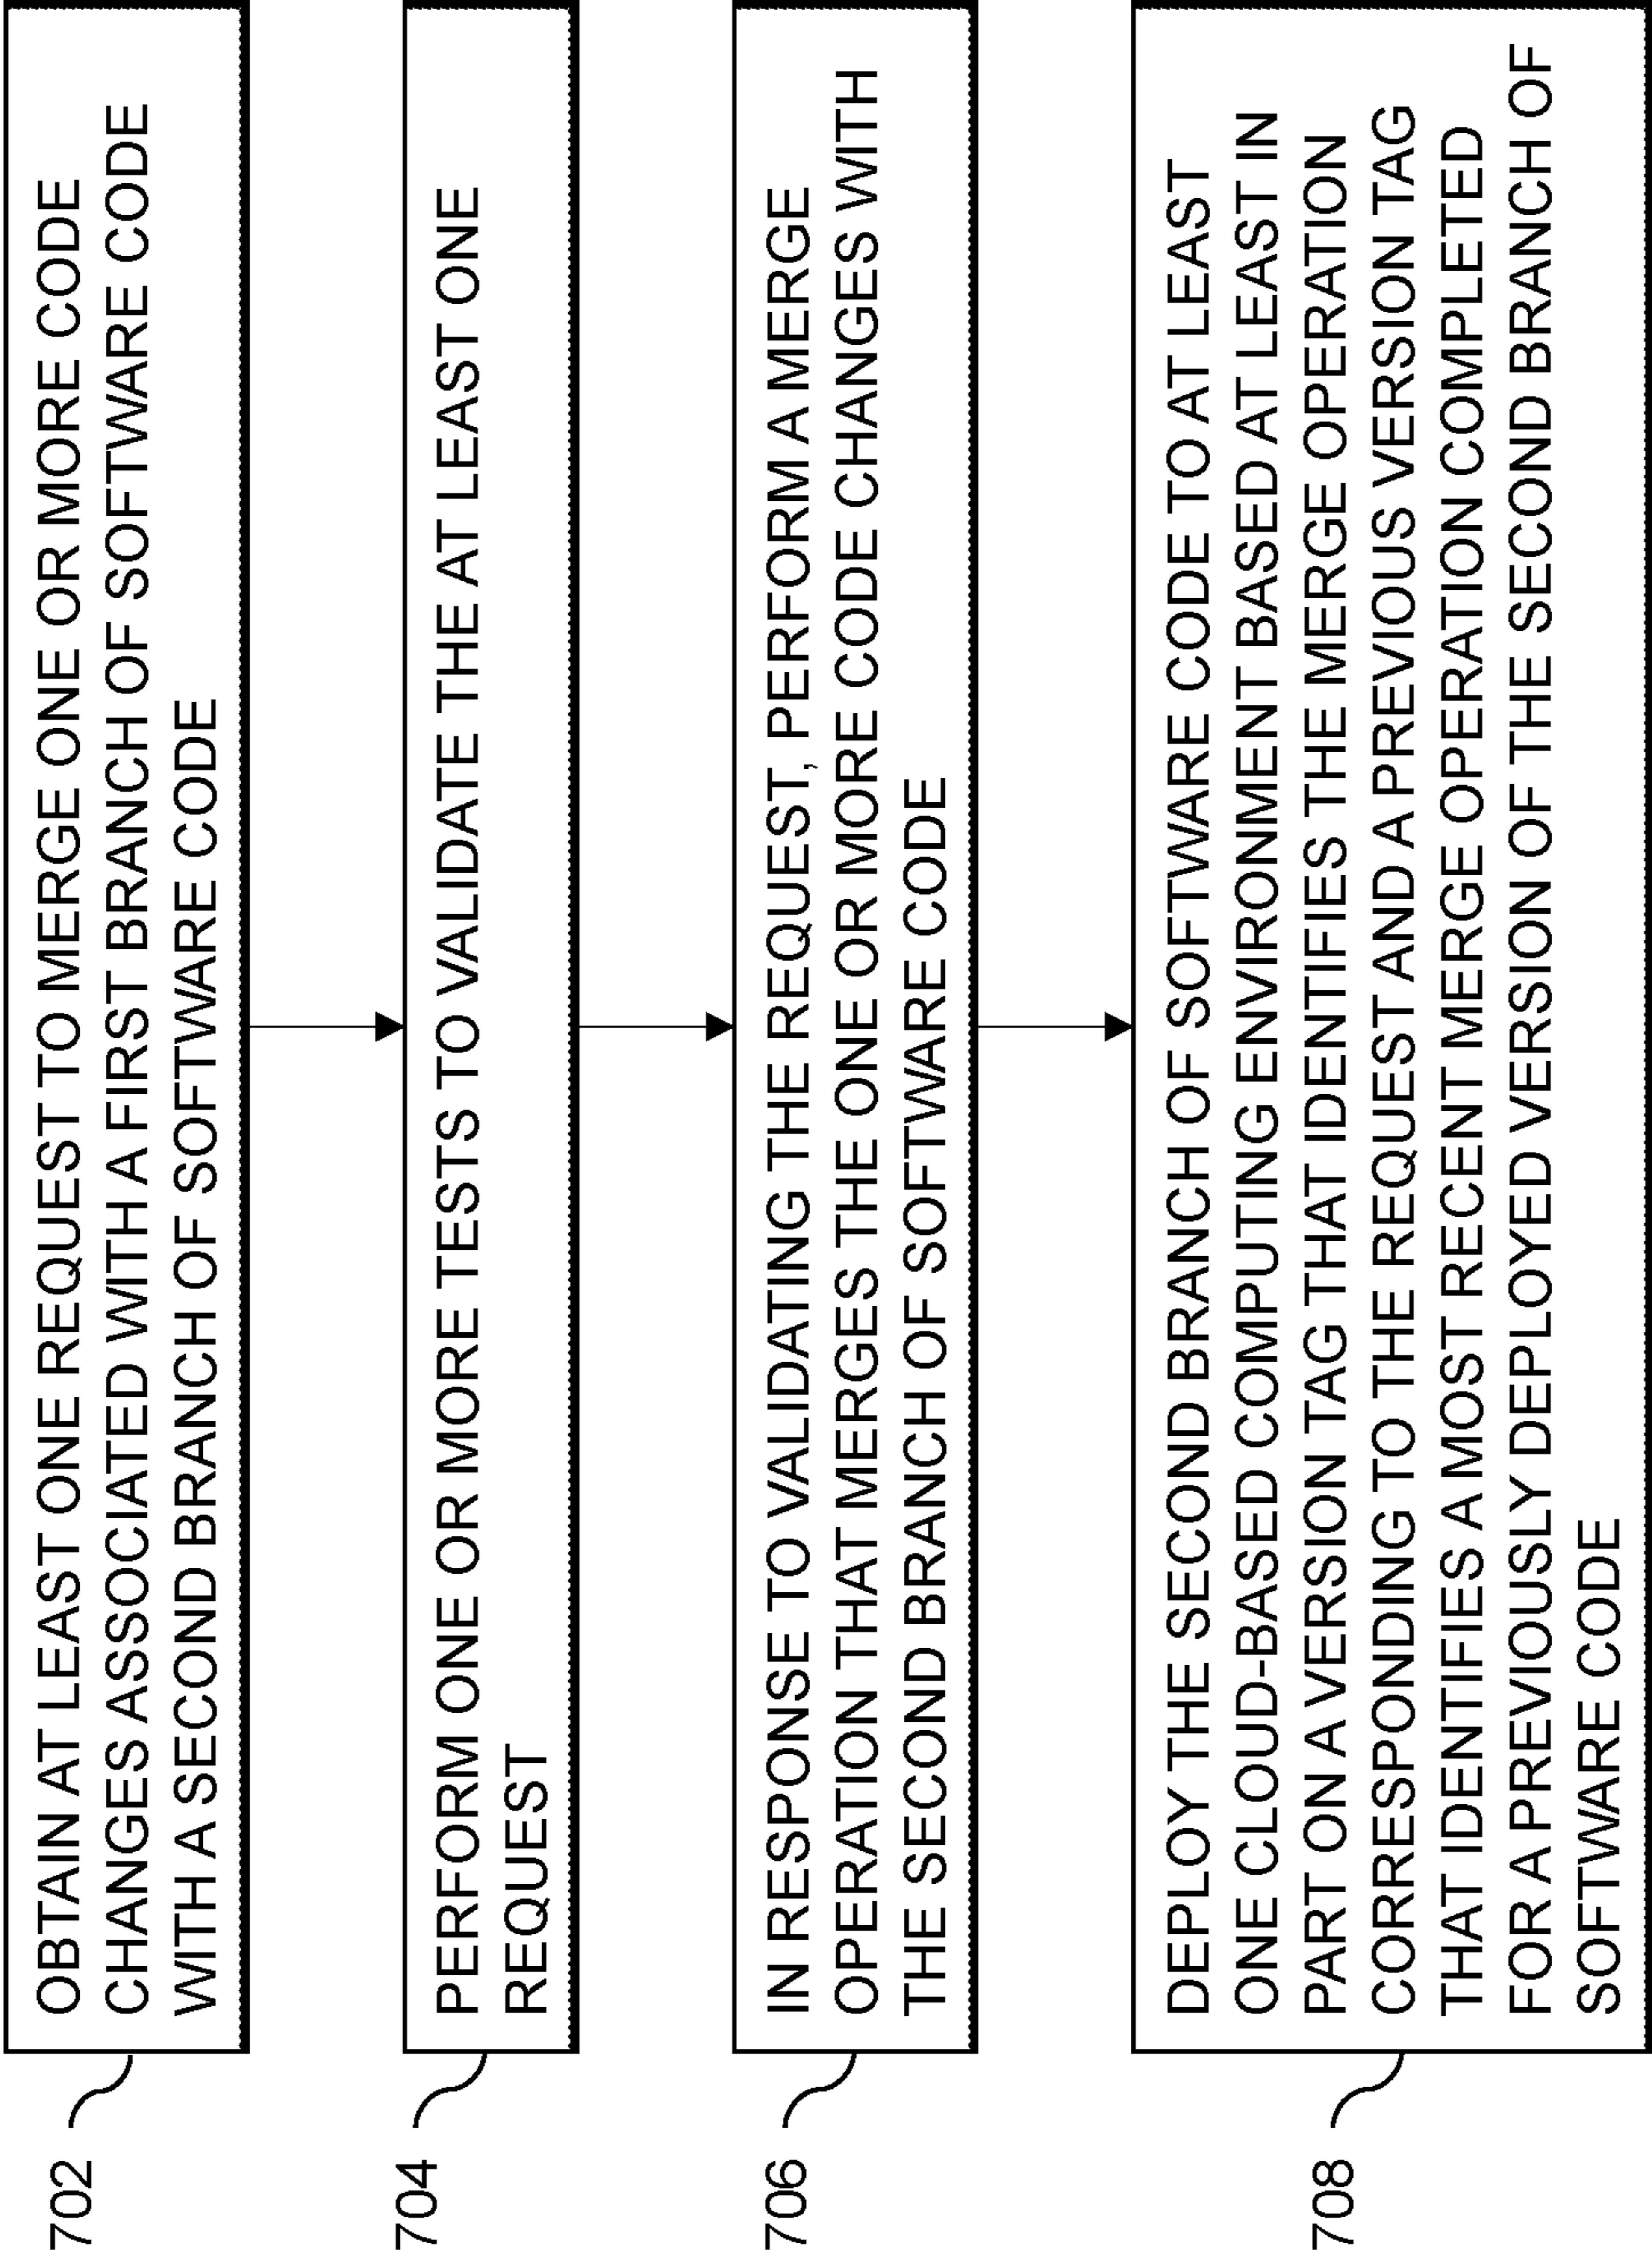 702
OBTAIN AT LEAST ONE REQUEST TO MERGE ONE OR MORE CODE
CHANGES ASSOCIATED WITH A FIRST BRANCH OF SOFTWARE CODE
WITH A SECOND BRANCH OF SOFTWARE CODE
704
PERFORM ONE OR MORE TESTS TO VALIDATE THE AT LEAST ONE
REQUEST
706
IN RESPONSE TO VALIDATING THE REQUEST, PERFORM A MERGE
OPERATION THAT MERGES THE ONE OR MORE CODE CHANGES WITH
THE SECOND BRANCH OF SOFTWARE CODE
708
DEPLOY THE SECOND BRANCH OF SOFTWARE CODE TO AT LEAST
ONE CLOUD-BASED COMPUTING ENVIRONMENT BASED AT LEAST IN
PART ON A VERSION TAG THAT IDENTIFIES THE MERGE OPERATION
CORRESPONDING TO THE REQUEST AND A PREVIOUS VERSION TAG
THAT IDENTIFIES A MOST RECENT MERGE OPERATION COMPLETED
FOR A PREVIOUSLY DEPLOYED VERSION OF THE SECOND BRANCH OF
SOFTWARE CODE